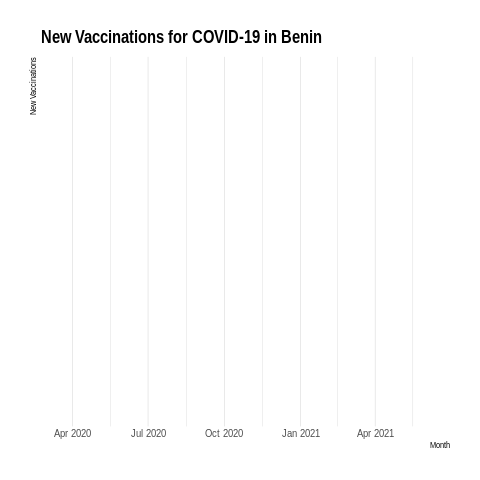 New Vaccinations for COVID-19 in Benin
New Vaccinations
Apr 2020
Jul 2020
Oct 2020
Jan 2021
Apr 2021
Month